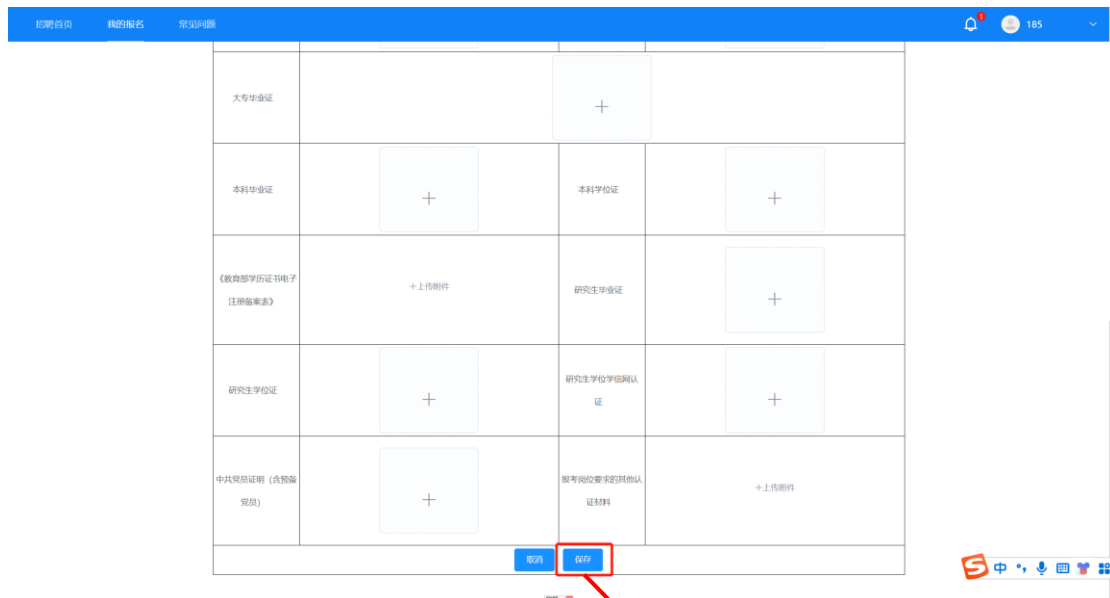 招聘首页 我的报名 常见问题 1 185
大专毕业证
本科毕业证 本科学位证
《教育部学历证书电子
注册备案表》
+上传附件
研究生毕业证
研究生学位证
研究生学位学信网认
证
中共党员证明（含预备
党员）
报考岗位要求的其他认
证材料
+上传附件
取消 保存
中